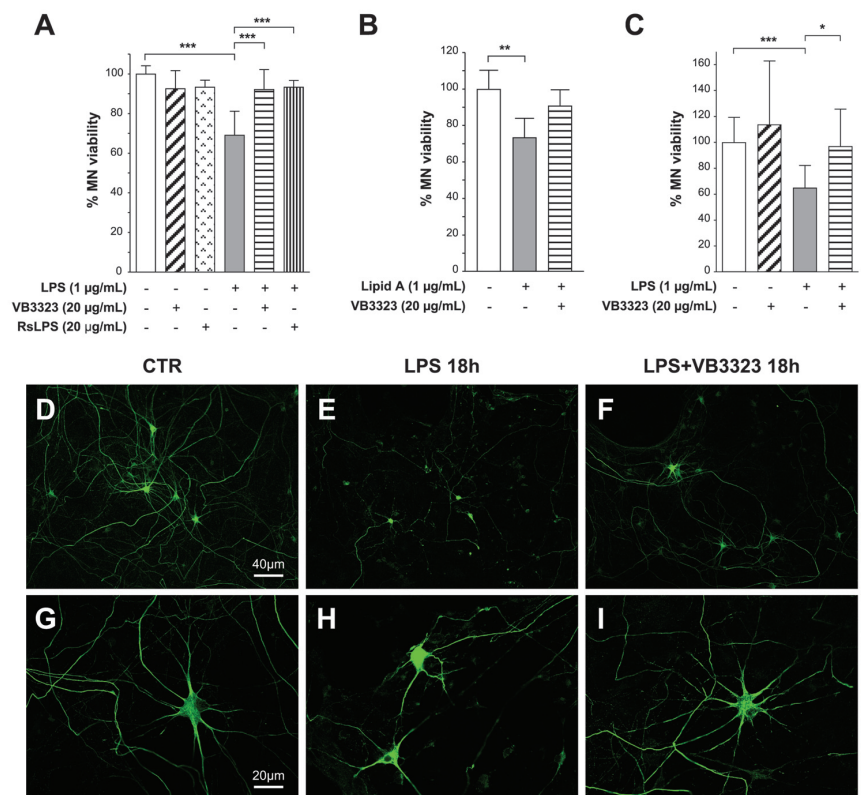 A
***
***
***
% MN viability
120
100
80
60
40
20
0
LPS (1 µg/mL) - - - + + +
VB3323 (20 µg/mL) - + - - + -
RsLPS (20 µg/mL) - - + - - +
B
**
% MN viability
120
100
80
60
40
20
0
Lipid A (1 µg/mL) - + +
VB3323 (20 µg/mL) - - +
C
***
*
% MN viability
160
140
120
100
80
60
40
20
0
LPS (1 µg/mL) - - + +
VB3323 (20 µg/mL) - + - +
CTR LPS 18h LPS+VB3323 18h
D E F
40µm
G H I
20µm